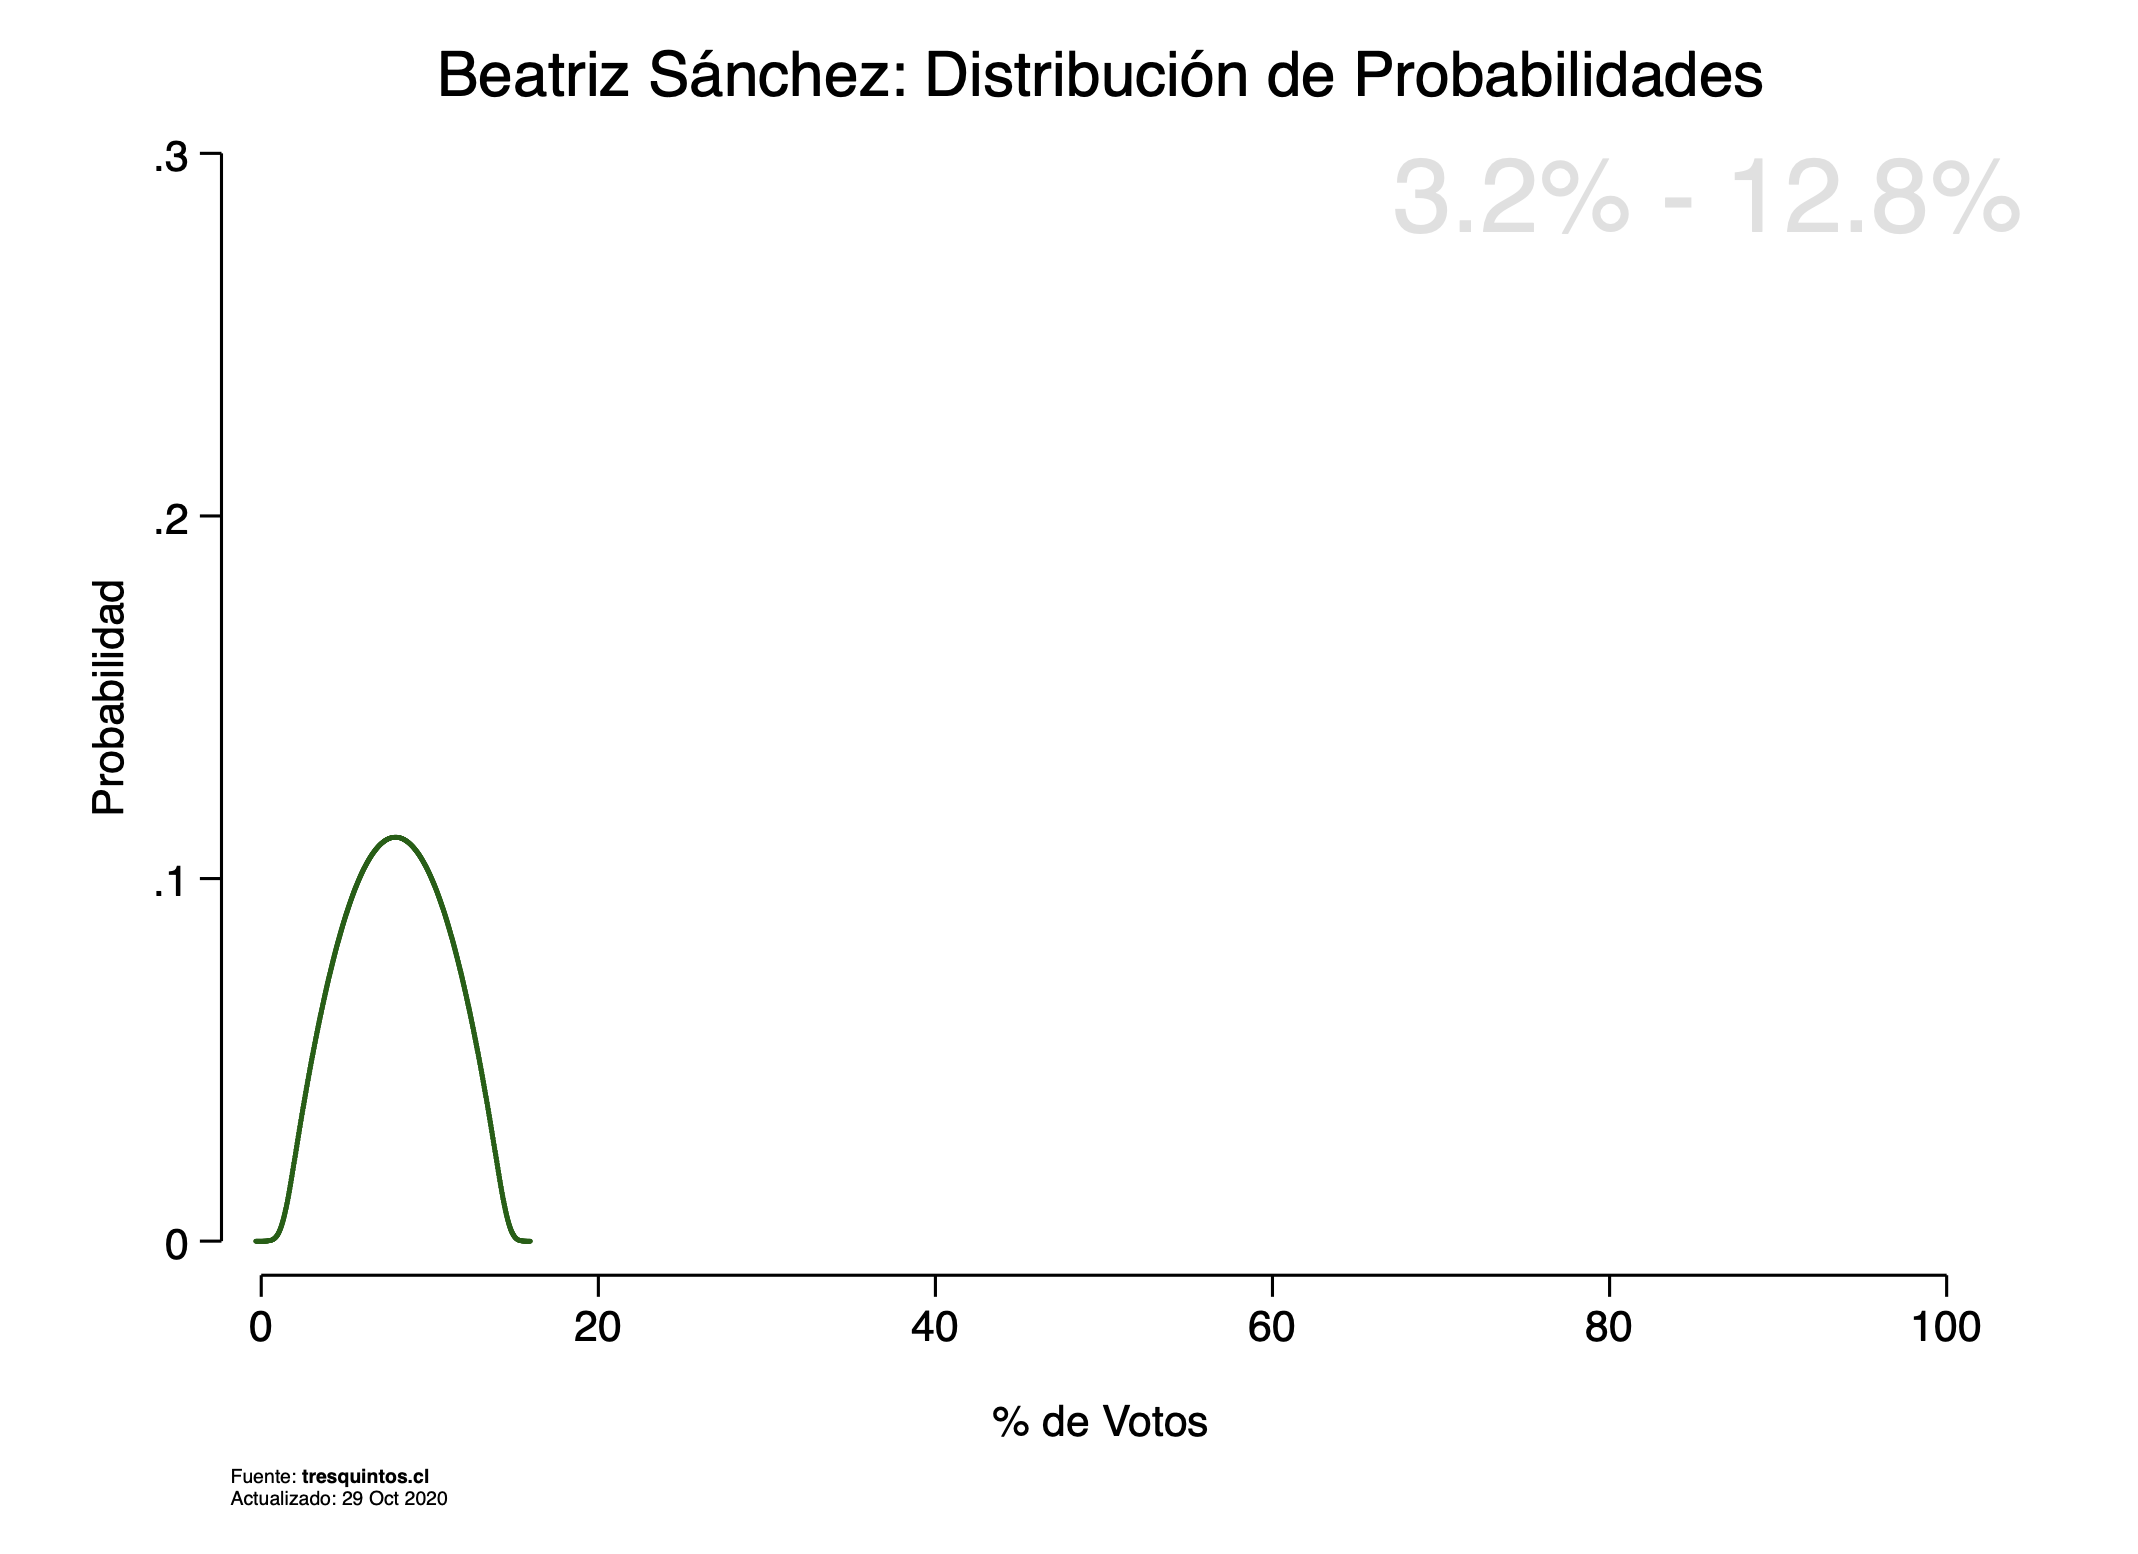 Beatriz Sánchez: Distribución de Probabilidades
3.2% - 12.8%
.3
.2
.1
0
Probabilidad
0 20 40 60 80 100
% de Votos
Fuente: tresquintos.cl
Actualizado: 29 Oct 2020